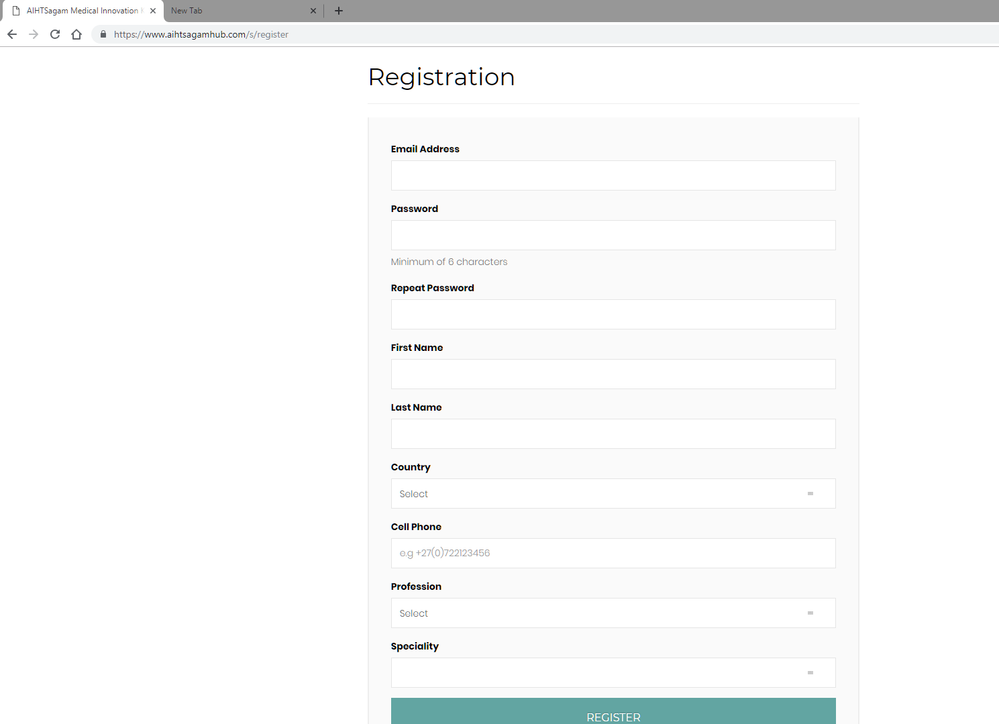 AIHTSagam Medical Innovation
New Tab
https://www.aihtsagamhub.com/s/register
Registration
Email Address
Password
Minimum of 6 characters
Repeat Password
First Name
Last Name
Country
Select
Cell Phone
e.g +27(0)722123456
Profession
Select
Speciality
REGISTER